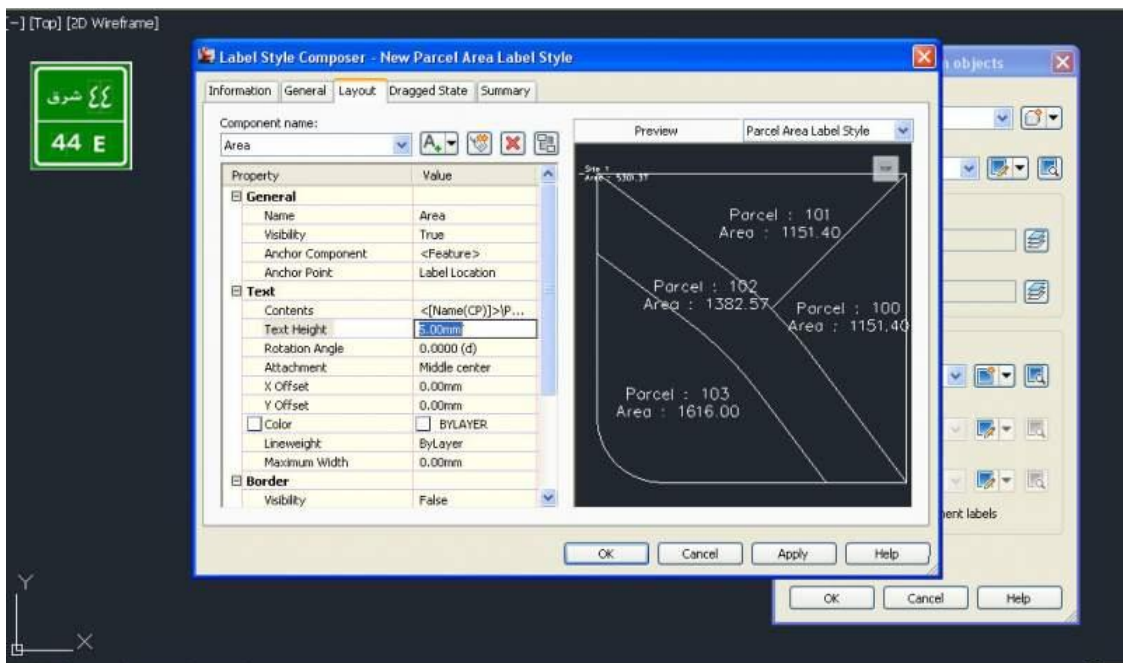 [-] [Top] [2D Wireframe]
٤٤ شرق
44 E
Label Style Composer - New Parcel Area Label Style
Information General Layout Dragged State Summary
Component name:
Area
Property Value
General
Name Area
Visibility True
Anchor Component <Feature>
Anchor Point Label Location
Text
Contents <[Name(CP)]>\P...
Text Height 5.00mm
Rotation Angle 0.0000 (d)
Attachment Middle center
X Offset 0.00mm
Y Offset 0.00mm
Color BYLAYER
Lineweight ByLayer
Maximum Width 0.00mm
Border
Visibility False
Preview Parcel Area Label Style
Site 1
Area : 5301.37
Parcel : 101
Area : 1151.40
Parcel : 102
Area : 1382.57
Parcel : 100
Area : 1151.40
Parcel : 103
Area : 1616.00
OK Cancel Apply Help
objects
labels
OK Cancel Help
Y
X